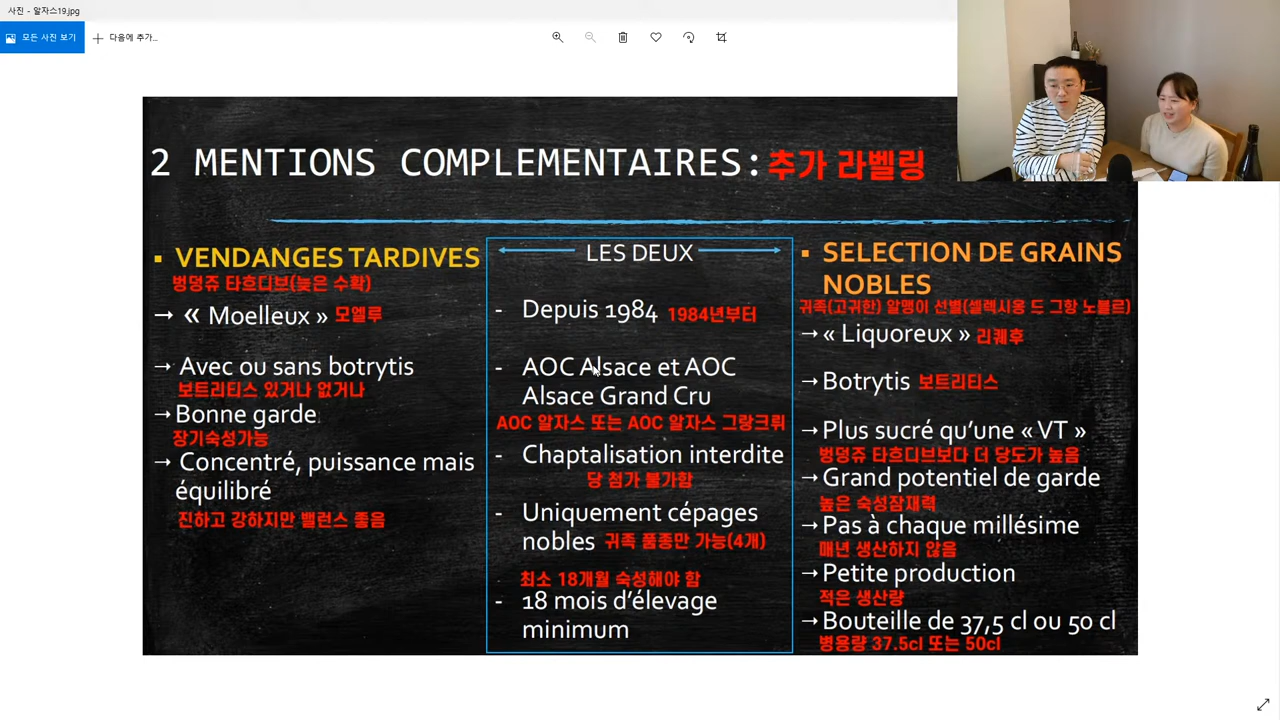 사진 - 알자스19.jpg
모든 사진 보기
다음에 추가...
2 MENTIONS COMPLEMENTAIRES: 추가 라벨링
▪ VENDANGES TARDIVES
벙덩쥬 타흐디브(늦은 수확)
→ « Moelleux » 모엘루
→ Avec ou sans botrytis
보트리티스 있거나 없거나
→ Bonne garde
장기숙성가능
→ Concentré, puissance mais
équilibré
진하고 강하지만 밸런스 좋음
LES DEUX
- Depuis 1984 1984년부터
- AOC Alsace et AOC
Alsace Grand Cru
AOC 알자스 또는 AOC 알자스 그랑크뤼
- Chaptalisation interdite
당 첨가 불가함
- Uniquement cépages
nobles 귀족 품종만 가능(4개)
최소 18개월 숙성해야 함
- 18 mois d’élevage
minimum
▪ SELECTION DE GRAINS
NOBLES
귀족(고귀한) 알맹이 선별(셀렉시옹 드 그항 노블르)
→ « Liquoreux » 리퀘후
→ Botrytis 보트리티스
→ Plus sucré qu’une « VT »
벙덩쥬 타흐디브보다 더 당도가 높음
→ Grand potentiel de garde
높은 숙성잠재력
→ Pas à chaque millésime
매년 생산하지 않음
→ Petite production
적은 생산량
→ Bouteille de 37,5 cl ou 50 cl
병용량 37.5cl 또는 50cl